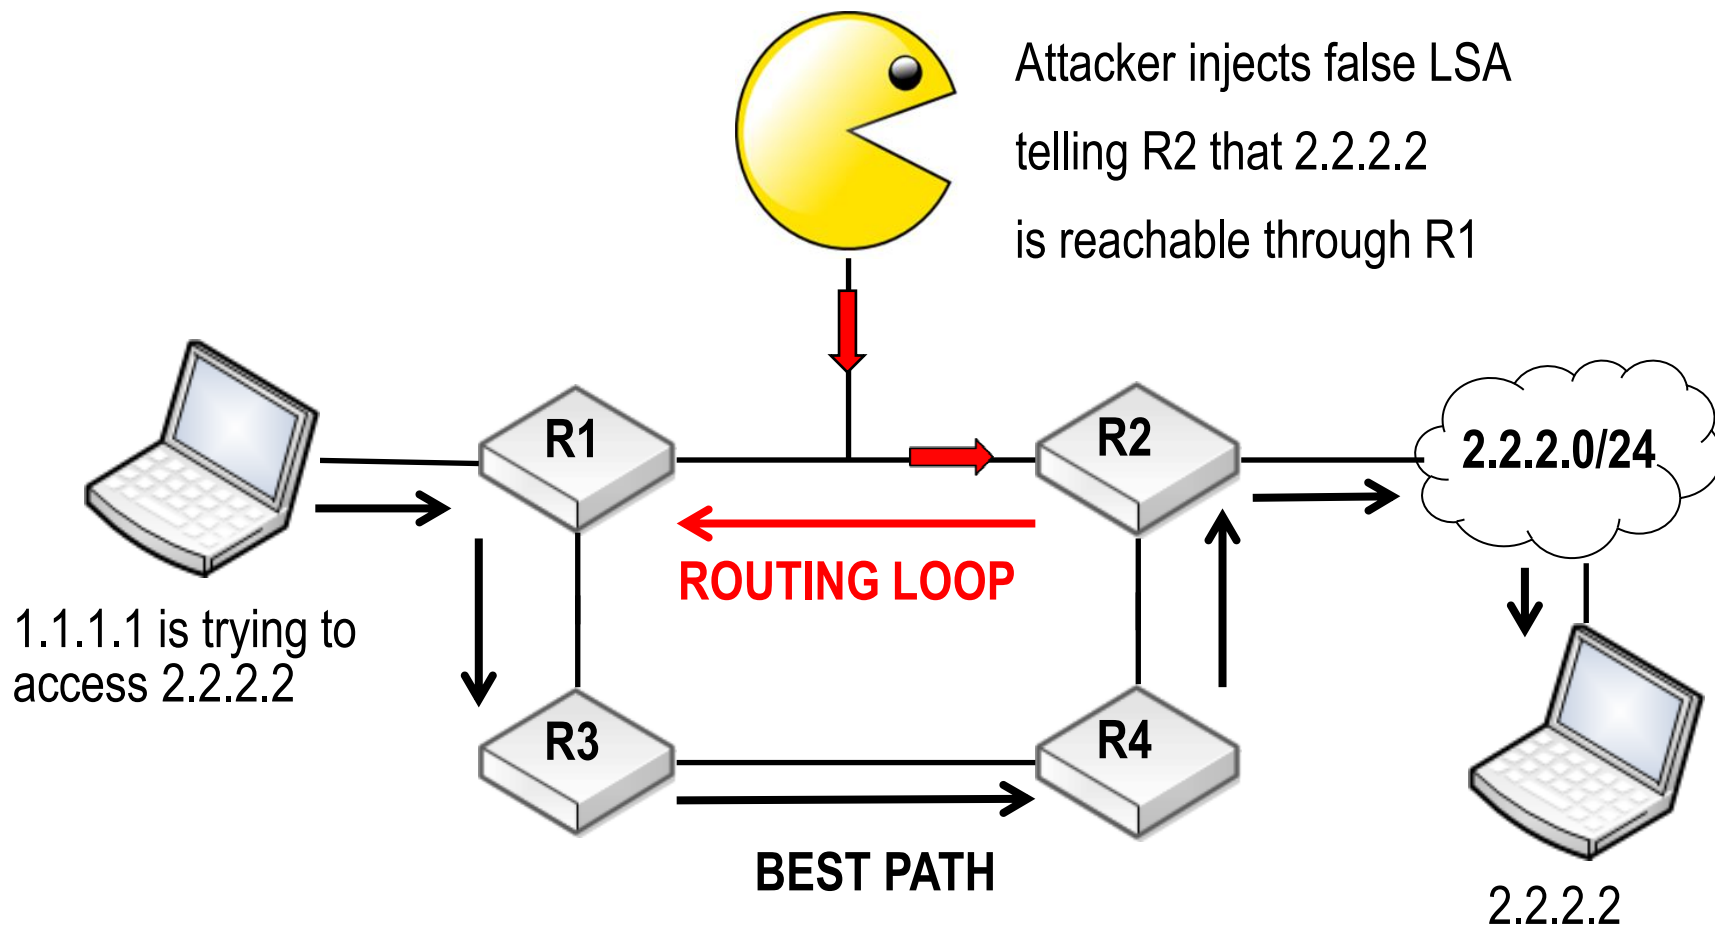 Attacker injects false LSA
telling R2 that 2.2.2.2
is reachable through R1
R1
R2
2.2.2.0/24
ROUTING LOOP
1.1.1.1 is trying to
access 2.2.2.2
R3
R4
BEST PATH
2.2.2.2